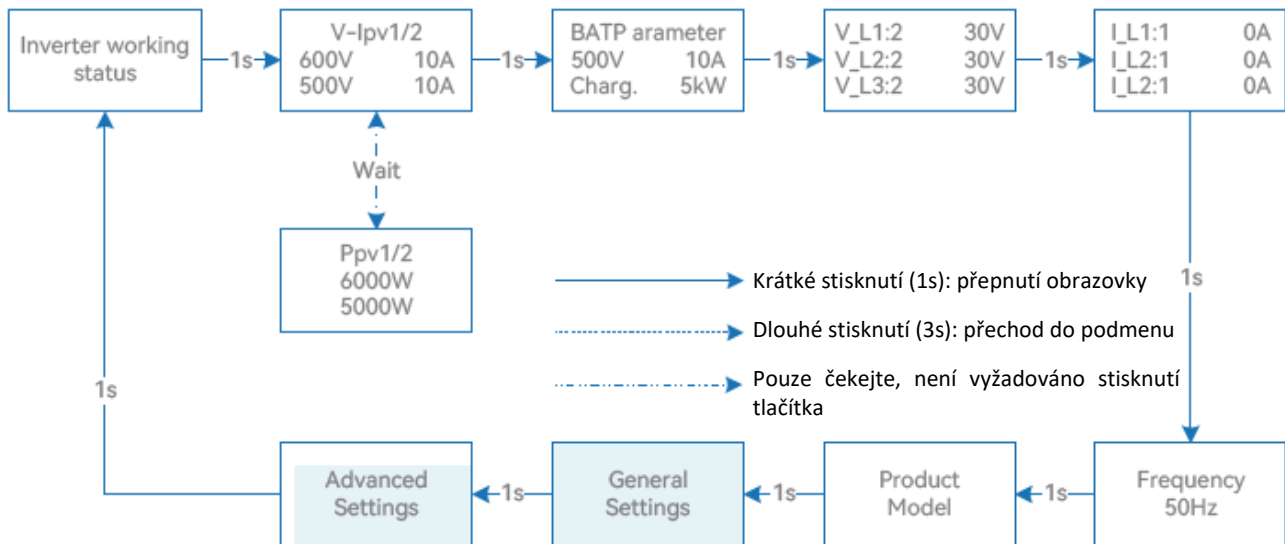 Inverter working
status
1s
V-Ipv1/2
600V 10A
500V 10A
1s
BATP arameter
500V 10A
Charg. 5kW
1s
V_L1:2 30V
V_L2:2 30V
V_L3:2 30V
1s
I_L1:1 0A
I_L2:1 0A
I_L2:1 0A
Wait
Ppv1/2
6000W
5000W
Krátké stisknutí (1s): přepnutí obrazovky
1s
Dlouhé stisknutí (3s): přechod do podmenu
Pouze čekejte, není vyžadováno stisknutí
tlačítka
1s
Advanced
Settings
1s
General
Settings
1s
Product
Model
1s
Frequency
50Hz